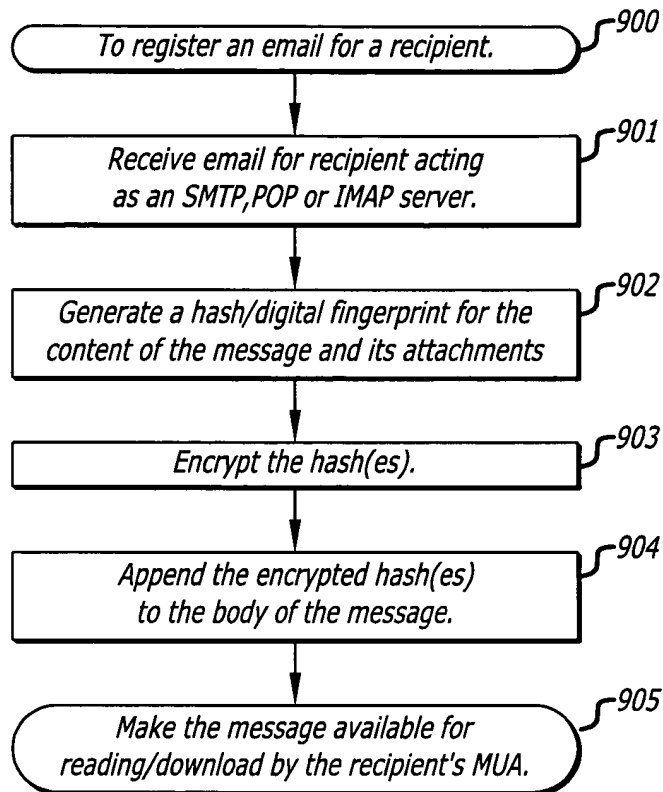 900
To register an email for a recipient.
901
Receive email for recipient acting
as an SMTP,POP or IMAP server.
902
Generate a hash/digital fingerprint for the
content of the message and its attachments
903
Encrypt the hash(es).
904
Append the encrypted hash(es)
to the body of the message.
905
Make the message available for
reading/download by the recipient's MUA.